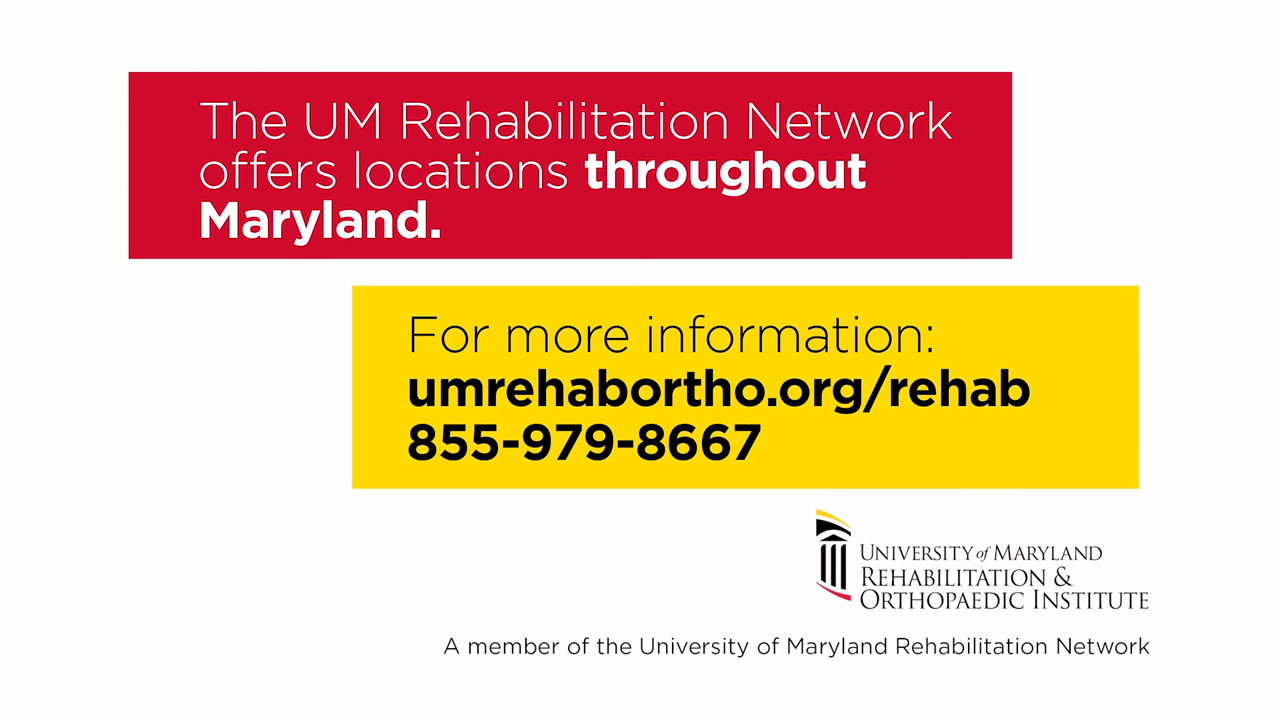 The UM Rehabilitation Network
offers locations throughout
Maryland.
For more information:
umrehabortho.org/rehab
855-979-8667
UNIVERSITY of MARYLAND
REHABILITATION &
ORTHOPAEDIC INSTITUTE
A member of the University of Maryland Rehabilitation Network